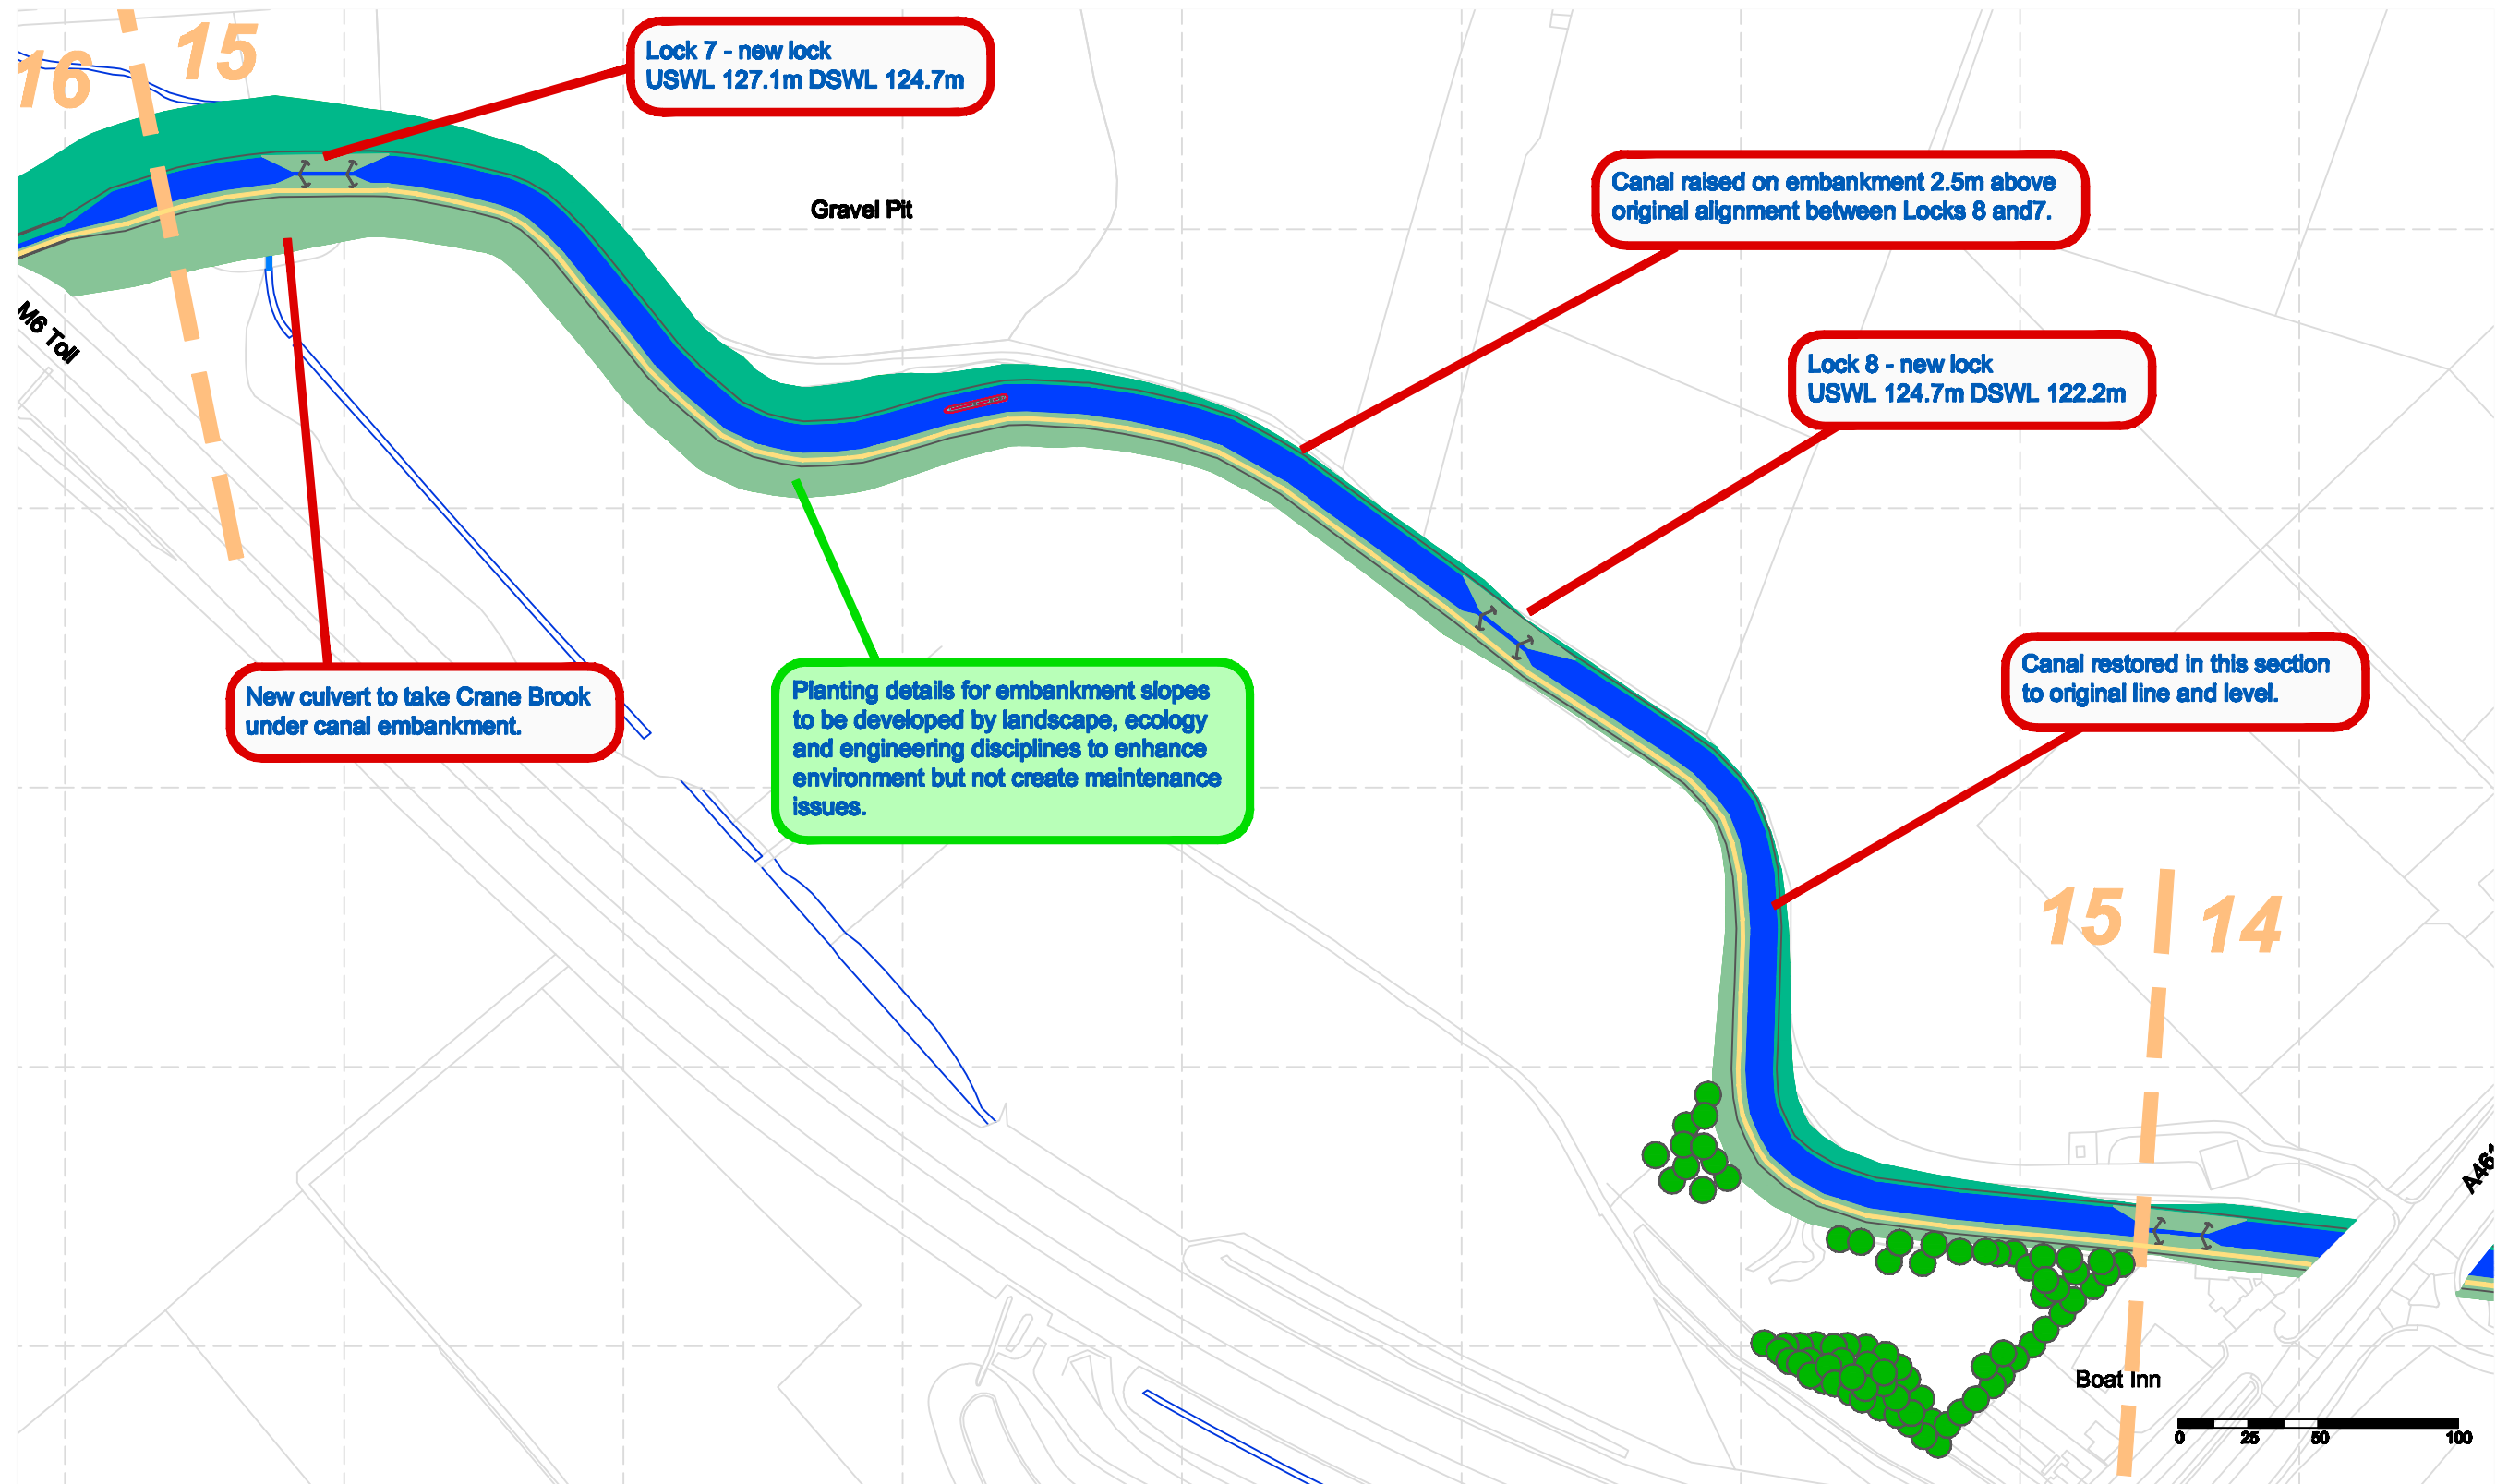 16
15
Lock 7 - new lock
USWL 127.1m DSWL 124.7m
Gravel Pit
Canal raised on embankment 2.5m above
original alignment between Locks 8 and7.
M6 Toll
Lock 8 - new lock
USWL 124.7m DSWL 122.2m
New culvert to take Crane Brook
under canal embankment.
Planting details for embankment slopes
to be developed by landscape, ecology
and engineering disciplines to enhance
environment but not create maintenance
issues.
Canal restored in this section
to original line and level.
15
14
Boat Inn
0 25 50 100